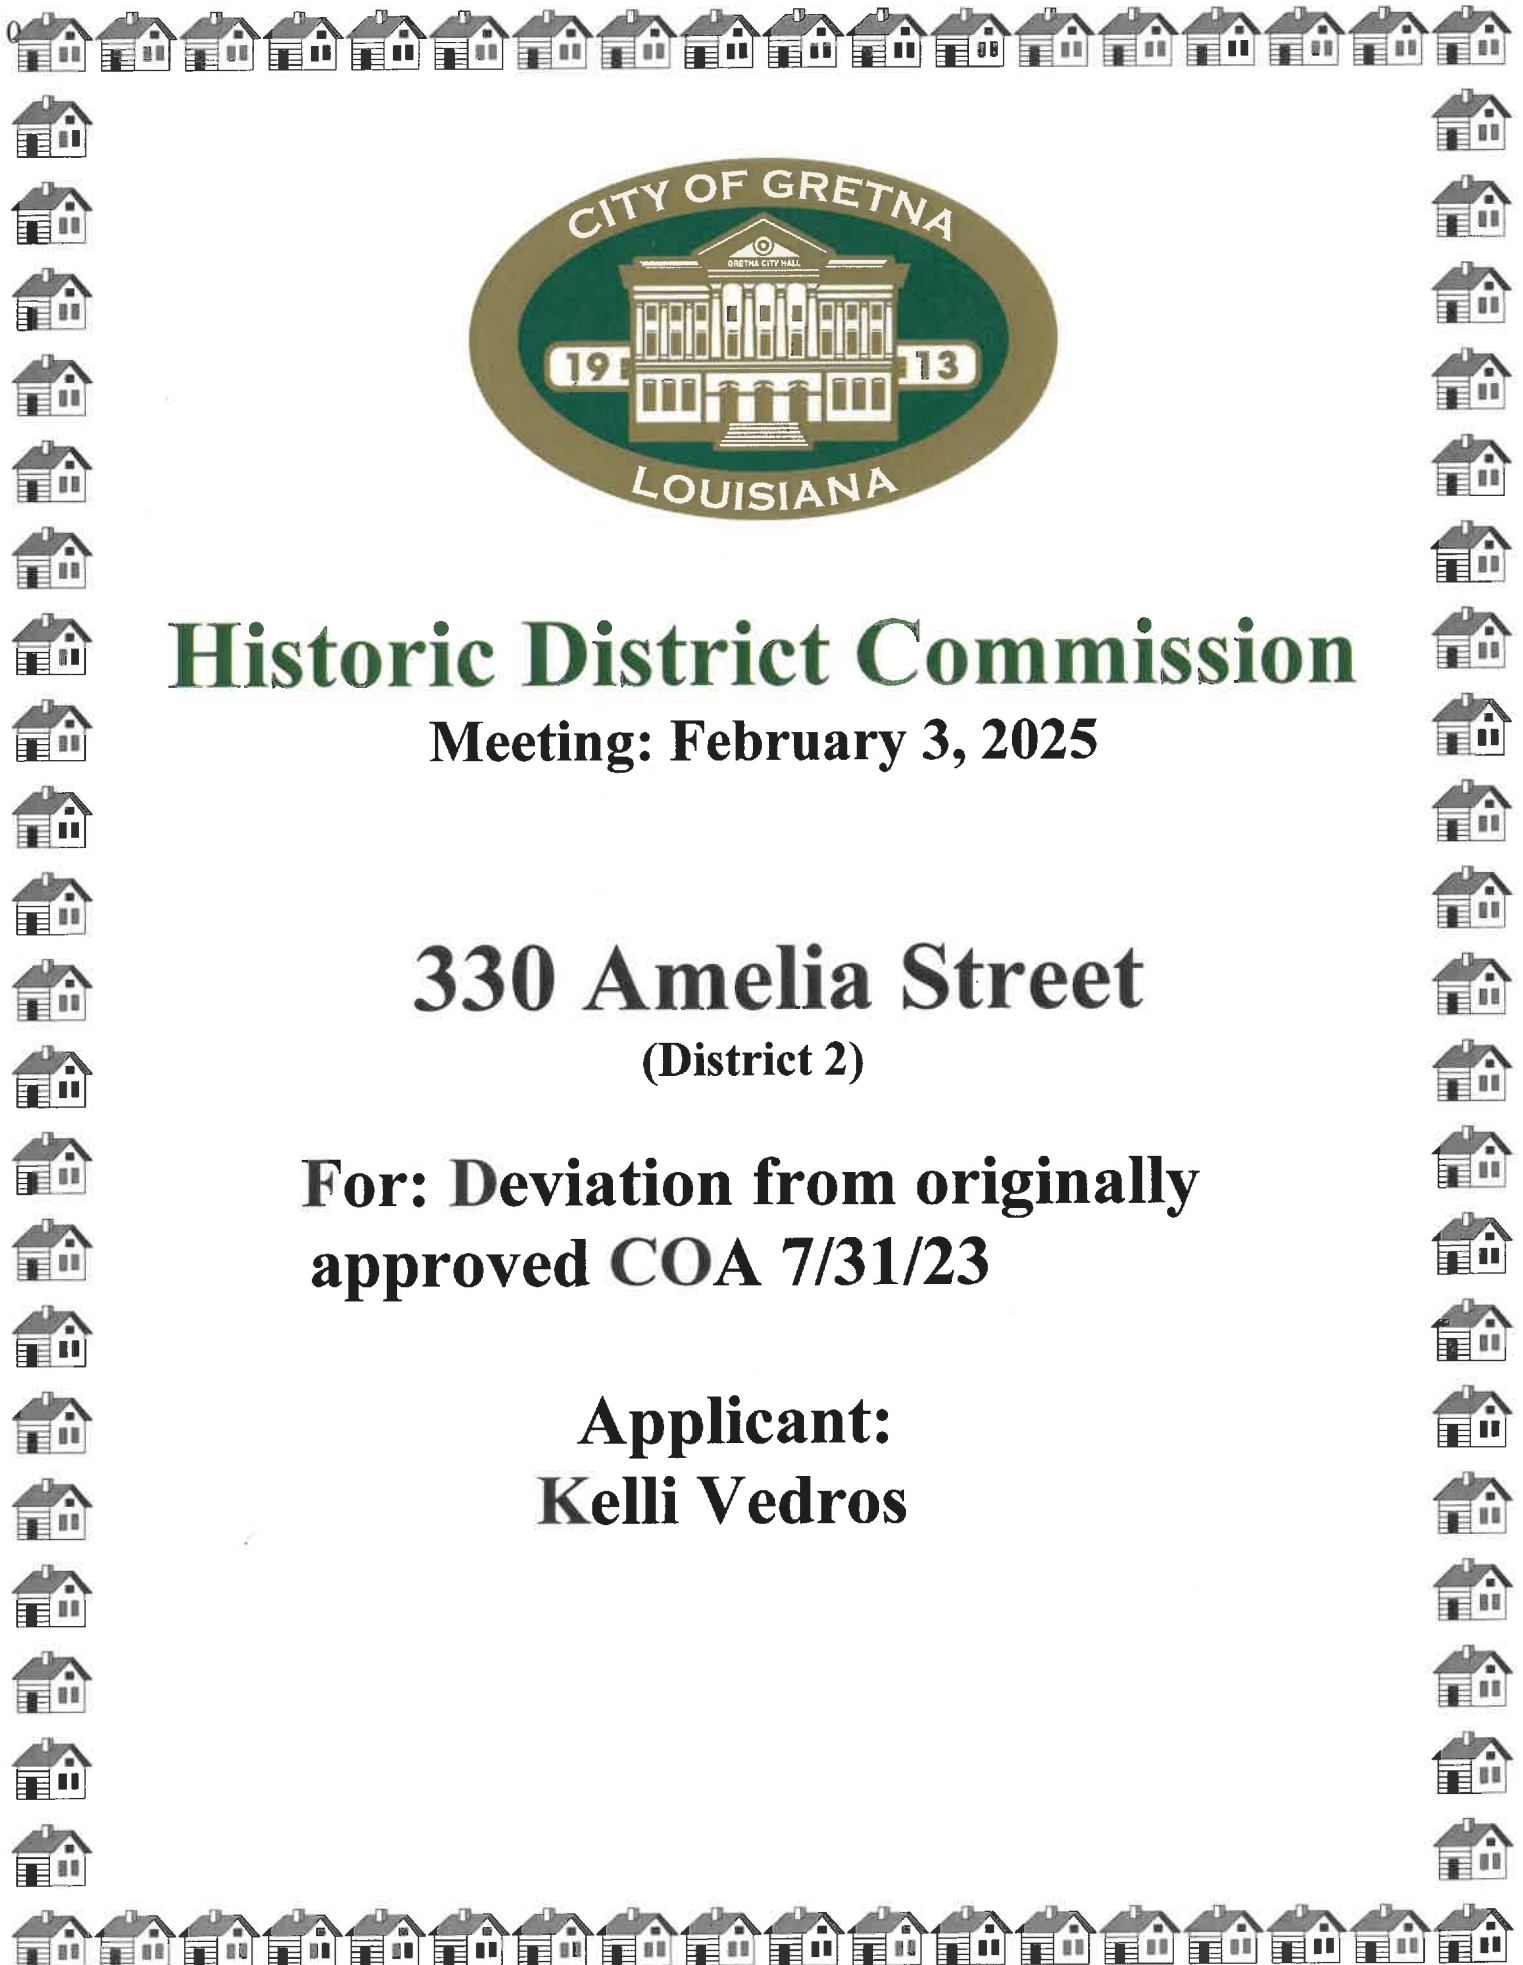 CITY OF GRETNA
GRETNA CITY HALL
19 13
LOUISIANA
Historic District Commission
Meeting: February 3, 2025
330 Amelia Street
(District 2)
For: Deviation from originally
approved COA 7/31/23
Applicant:
Kelli Vedros